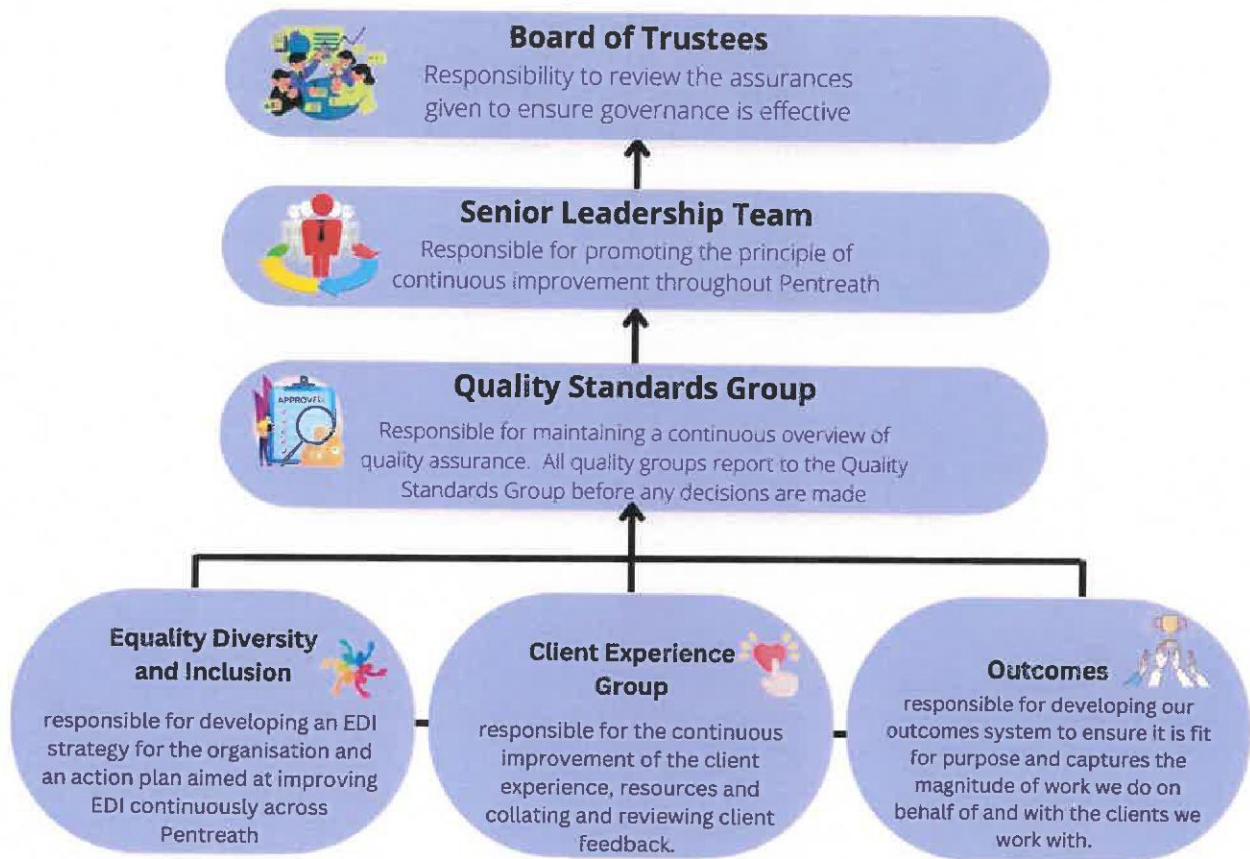 Board of Trustees
Responsibility to review the assurances
given to ensure governance is effective
Senior Leadership Team
Responsible for promoting the principle of
continuous improvement throughout Pentreath
Quality Standards Group
APPROVED
Responsible for maintaining a continuous overview of
quality assurance. All quality groups report to the Quality
Standards Group before any decisions are made
Equality Diversity
and Inclusion
responsible for developing an EDI
strategy for the organisation and
an action plan aimed at improving
EDI continuously across
Pentreath
Client Experience
Group
responsible for the continuous
improvement of the client
experience, resources and
collating and reviewing client
feedback.
Outcomes
responsible for developing our
outcomes system to ensure it is fit
for purpose and captures the
magnitude of work we do on
behalf of and with the clients we
work with.